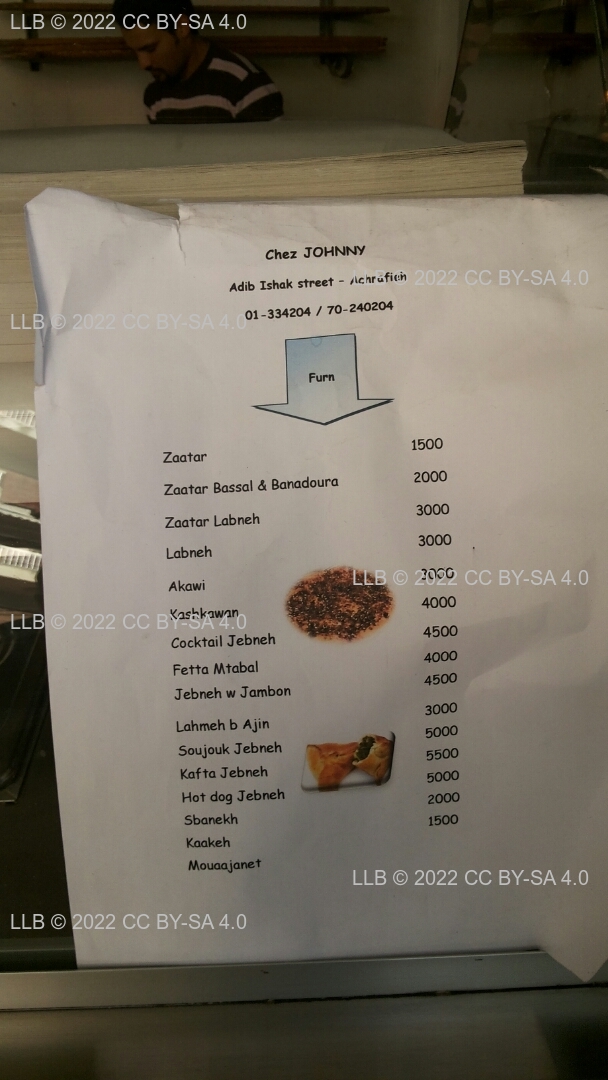 LLB © 2022 CC BY-SA 4.0
Chez JOHNNY
Adib Ishak street - Achrafieh
LLB © 2022 CC BY-SA 4.0
01-334204 / 70-240204
LLB © 2022 CC BY-SA 4.0
Furn
Zaatar 1500
Zaatar Bassal & Banadoura 2000
Zaatar Labneh 3000
Labneh 3000
Akawi 3000
LLB © 2022 CC BY-SA 4.0
Kashkawan 4000
LLB © 2022 CC BY-SA 4.0
Cocktail Jebneh 4500
Fetta Mtabal 4000
Jebneh w Jambon 4500
Lahmeh b Ajin 3000
Soujouk Jebneh 5000
Kafta Jebneh 5500
Hot dog Jebneh 5000
Sbanekh 2000
Kaakeh 1500
Mouaajanet
LLB © 2022 CC BY-SA 4.0
LLB © 2022 CC BY-SA 4.0